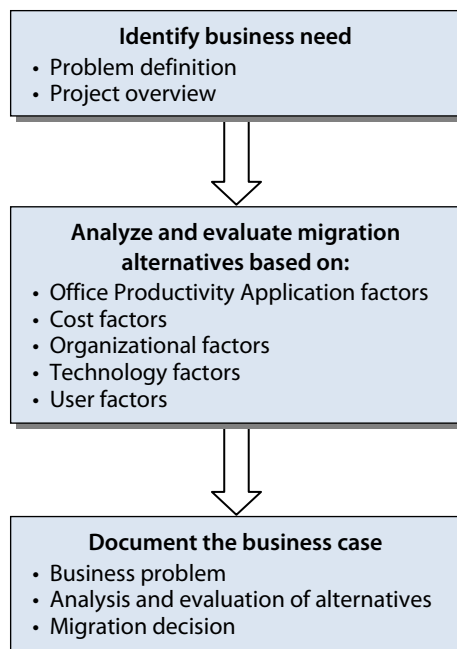 Identify business need
• Problem definition
• Project overview
Analyze and evaluate migration
alternatives based on:
• Office Productivity Application factors
• Cost factors
• Organizational factors
• Technology factors
• User factors
Document the business case
• Business problem
• Analysis and evaluation of alternatives
• Migration decision